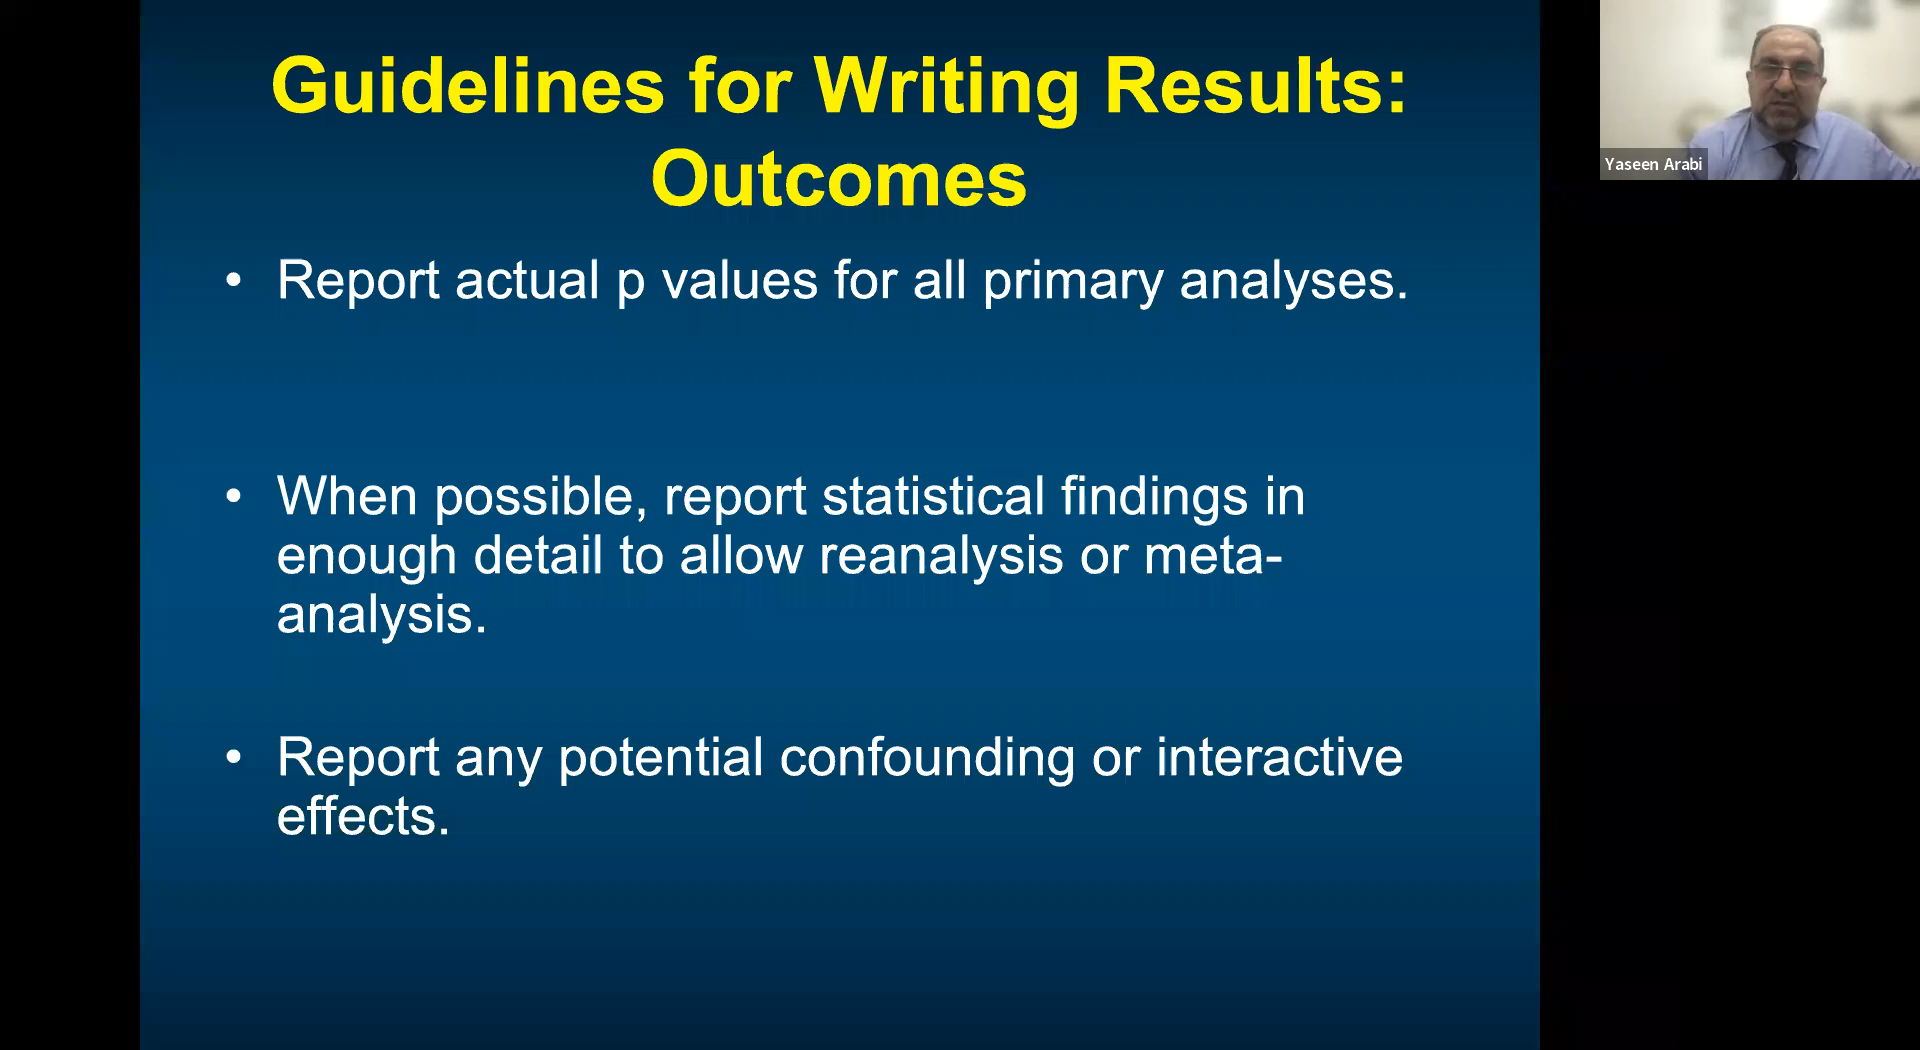 Guidelines for Writing Results:
Outcomes
• Report actual p values for all primary analyses.
• When possible, report statistical findings in
enough detail to allow reanalysis or meta-
analysis.
• Report any potential confounding or interactive
effects.
Yaseen Arabi